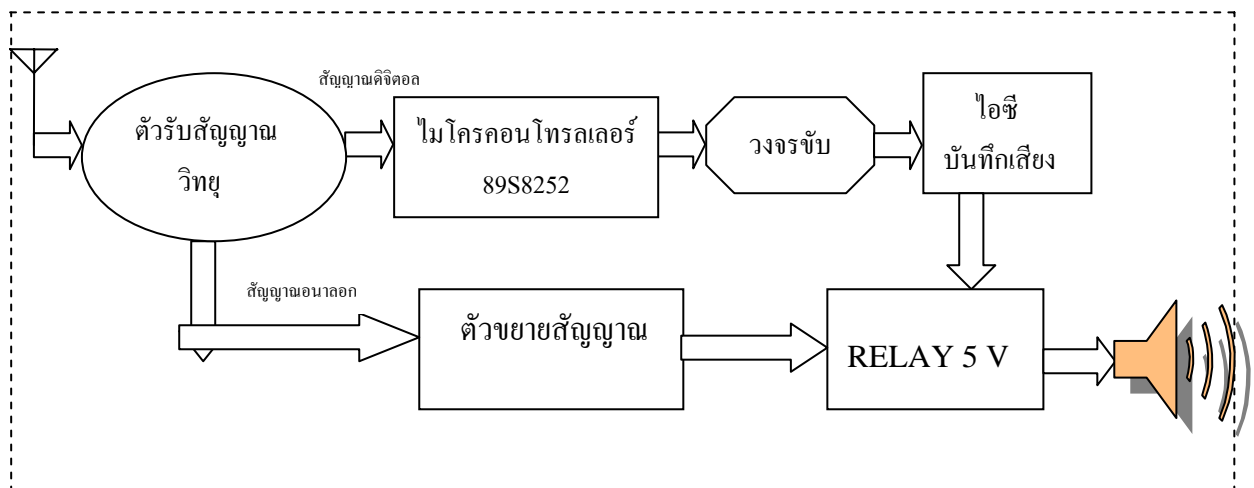 สัญญาณดิจิตอล
ตัวรับสัญญาณ
วิทยุ
ไมโครคอนโทรลเลอร์
89S8252
วงจรขับ
ไอซี
บันทึกเสียง
สัญญาณอนาลอก
ตัวขยายสัญญาณ
RELAY 5 V